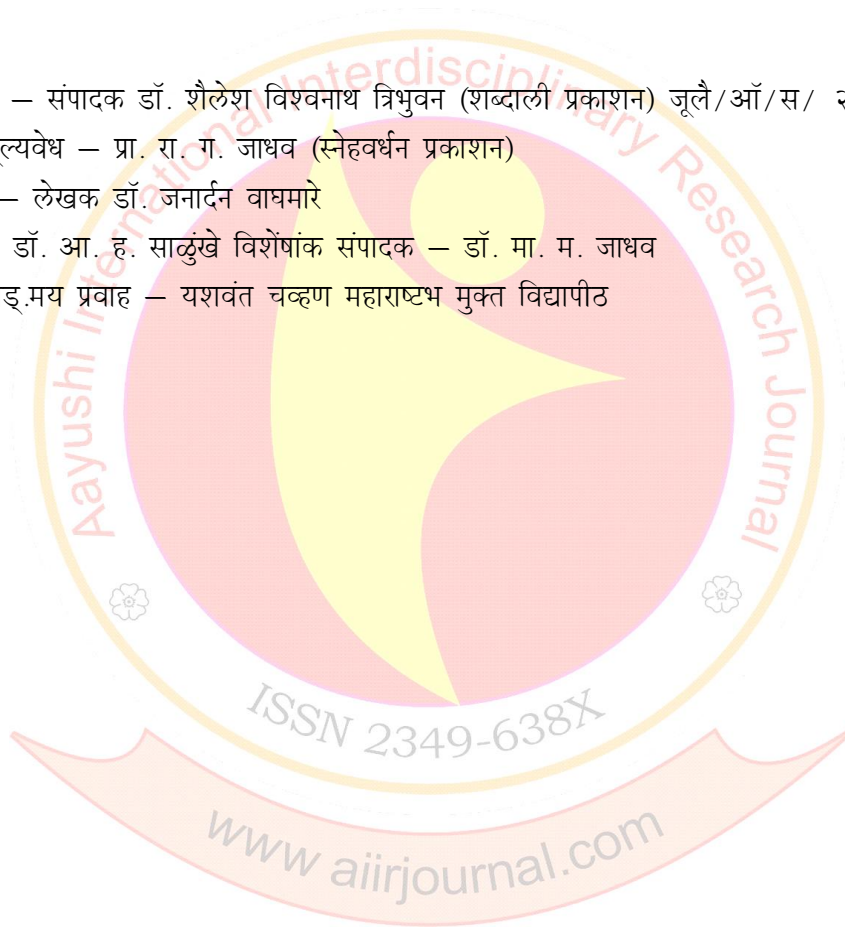 – संपादक डॉ. शैलेश विश्वनाथ त्रिभुवन (शब्दाली प्रकाशन) जूलै/ऑ/स/
ल्यवेध – प्रा. रा. ग. जाधव (स्नेहवर्धन प्रकाशन)
– लेखक डॉ. जनार्दन वाघमारे
डॉ. आ. ह. साळुंखे विशेंषांक संपादक – डॉ. मा. म. जाधव
ड्.मय प्रवाह – यशवंत चव्हण महाराष्टभ मुक्त विद्यापीठ
Aayushi International Interdisciplinary Research Journal
ISSN 2349-638X
www aiirjournal.com